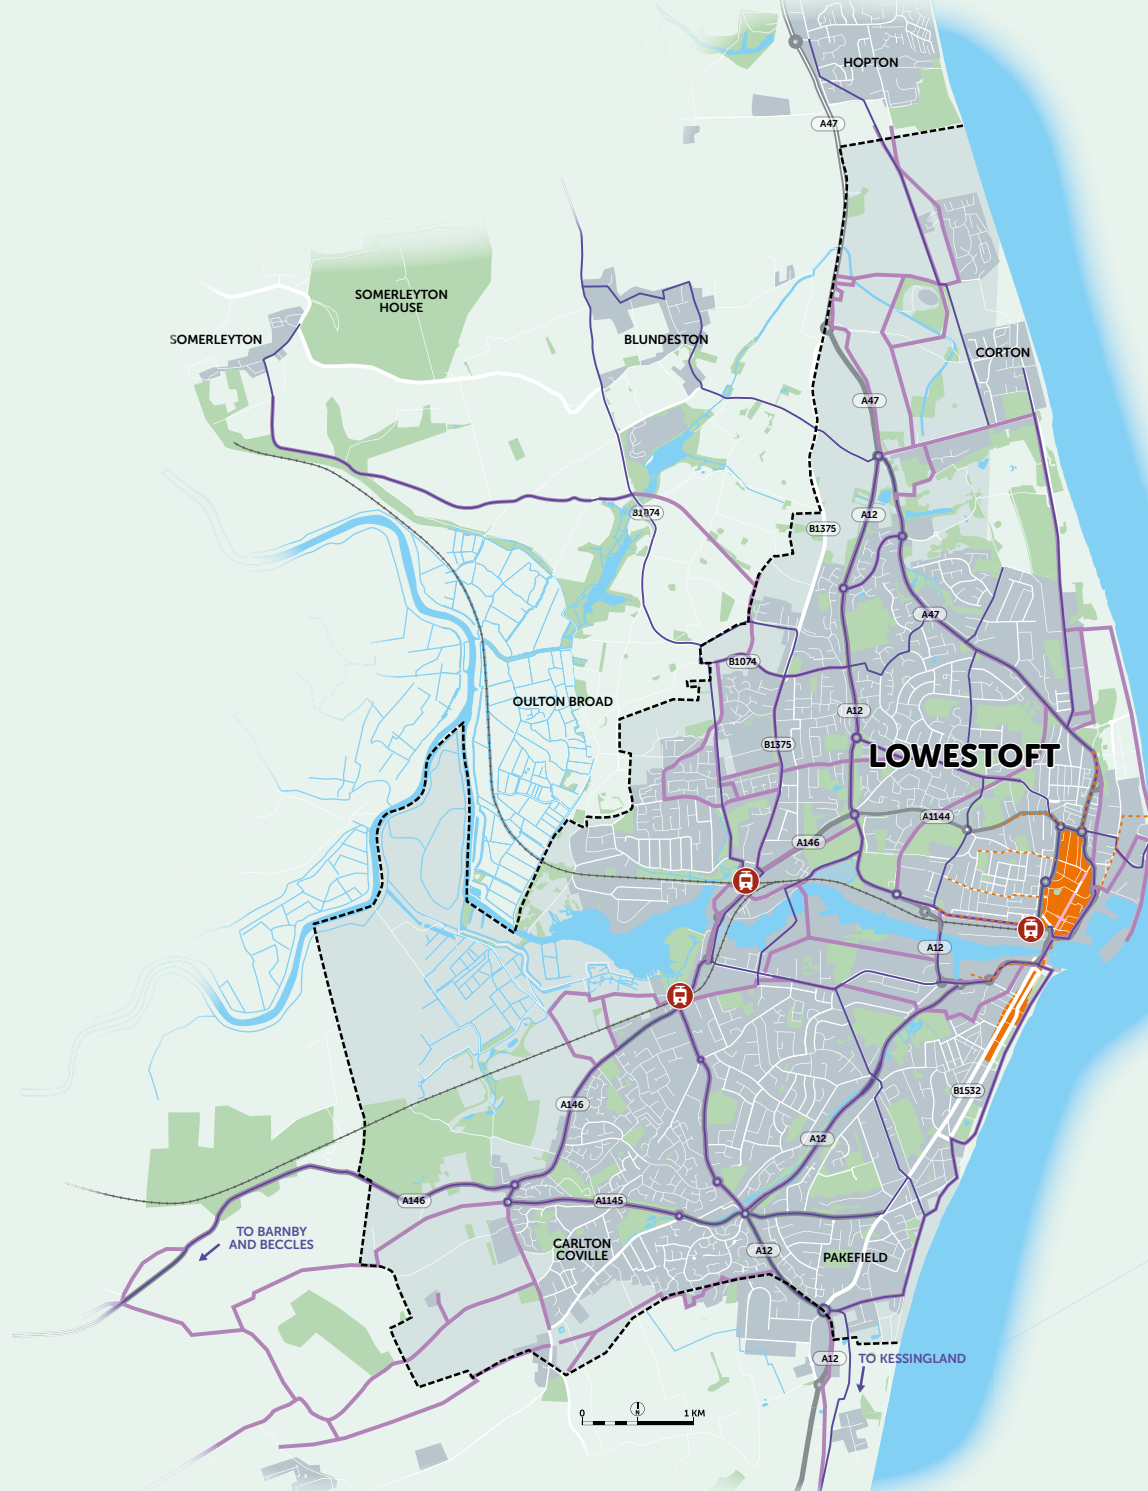 HOPTON
A47
SOMERLEYTON
HOUSE
SOMERLEYTON
BLUNDESTON
CORTON
A47
B1074
A12
B1375
A47
B1074
OULTON BROAD
A12
B1375
LOWESTOFT
A1144
A146
A12
B1532
A146
A12
A146
A1145
TO BARNBY
AND BECCLES
CARLTON
COVILLE
A12
PAKEFIELD
A12
TO KESSINGLAND
0
N
1 KM